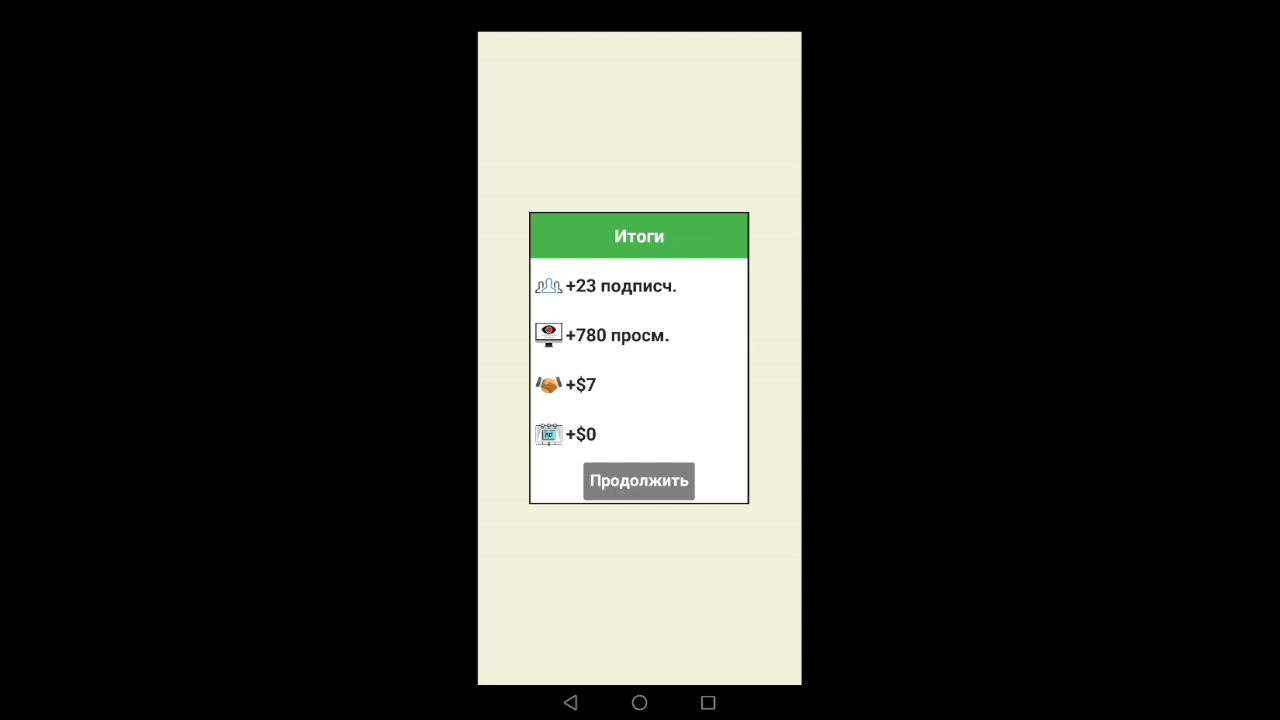 Итоги
+23 подписч.
+780 просм.
+$7
+$0
Продолжить